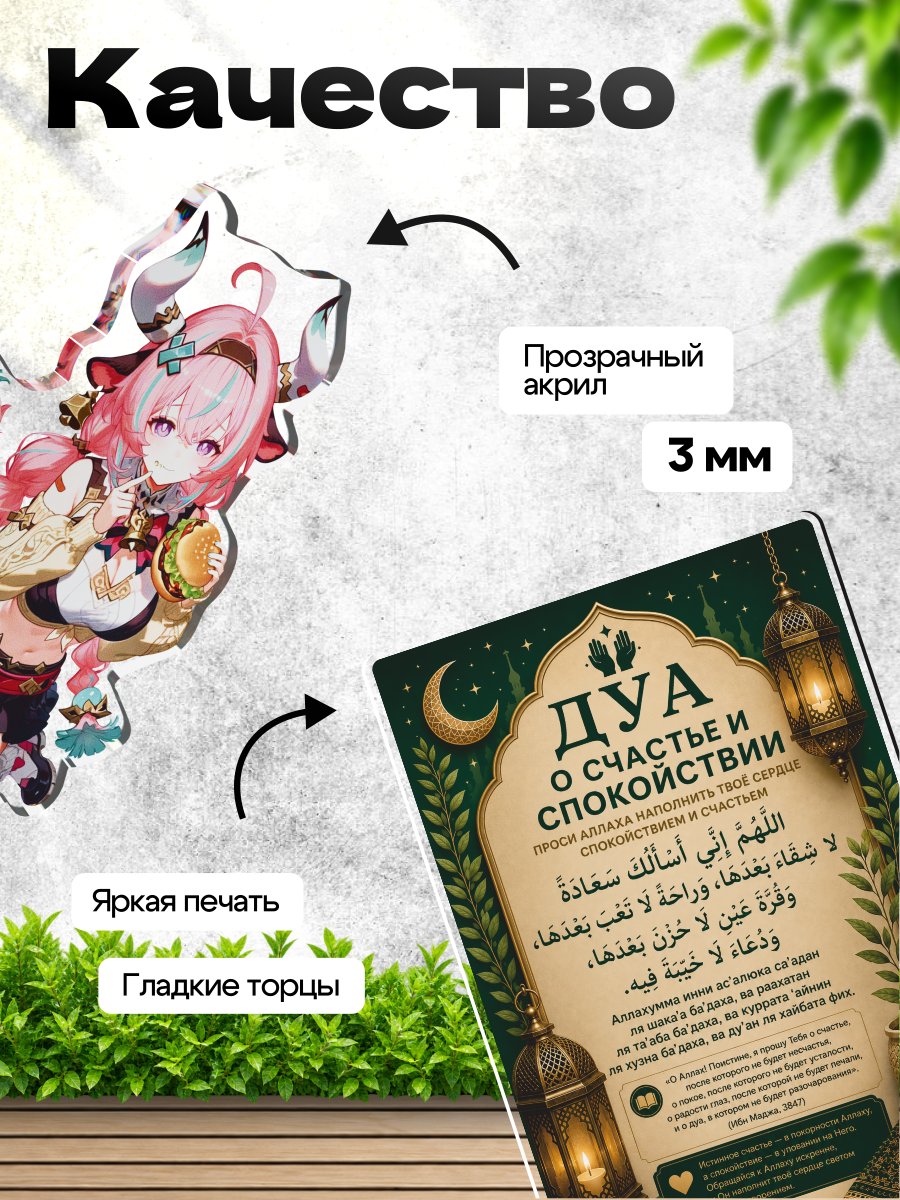 Качество
Прозрачный
акрил
3 мм
ДУА
О СЧАСТЬЕ И
СПОКОЙСТВИИ
ПРОСИ АЛЛАХА НАПОЛНИТЬ ТВОЁ СЕРДЦЕ
СПОКОЙСТВИЕМ И СЧАСТЬЕМ
اللَّهُمَّ إِنِّي أَسْأَلُكَ سَعَادَةً
لَا شِقَاءَ بَعْدَهَا، وَرَاحَةً لَا تَعْبَ بَعْدَهَا،
وَقُرَّةَ عَيْنٍ لَا حُزْنَ بَعْدَهَا،
وَدُعَاءً لَا خَيْبَةَ فِيهِ.
Аллахумма инни ас’алюка са’адан
ля шака’а ба’даха, ва раахатан
ля та’аба ба’даха, ва куррата ‘айнин
ля хузна ба’даха, ва ду’ан ля хайбата фих.
«О Аллах! Поистине, я прошу Тебя о счастье,
после которого не будет несчастья,
о покое, после которого не будет усталости,
о радости глаз, после которой не будет печали,
и о дуа, в котором не будет разочарования».
(Ибн Маджа, 3847)
Истинное счастье — в покорности Аллаху,
а спокойствие — в уповании на Него.
Обращайся к Аллаху искренне,
Он наполнит твоё сердце светом
Яркая печать
Гладкие торцы